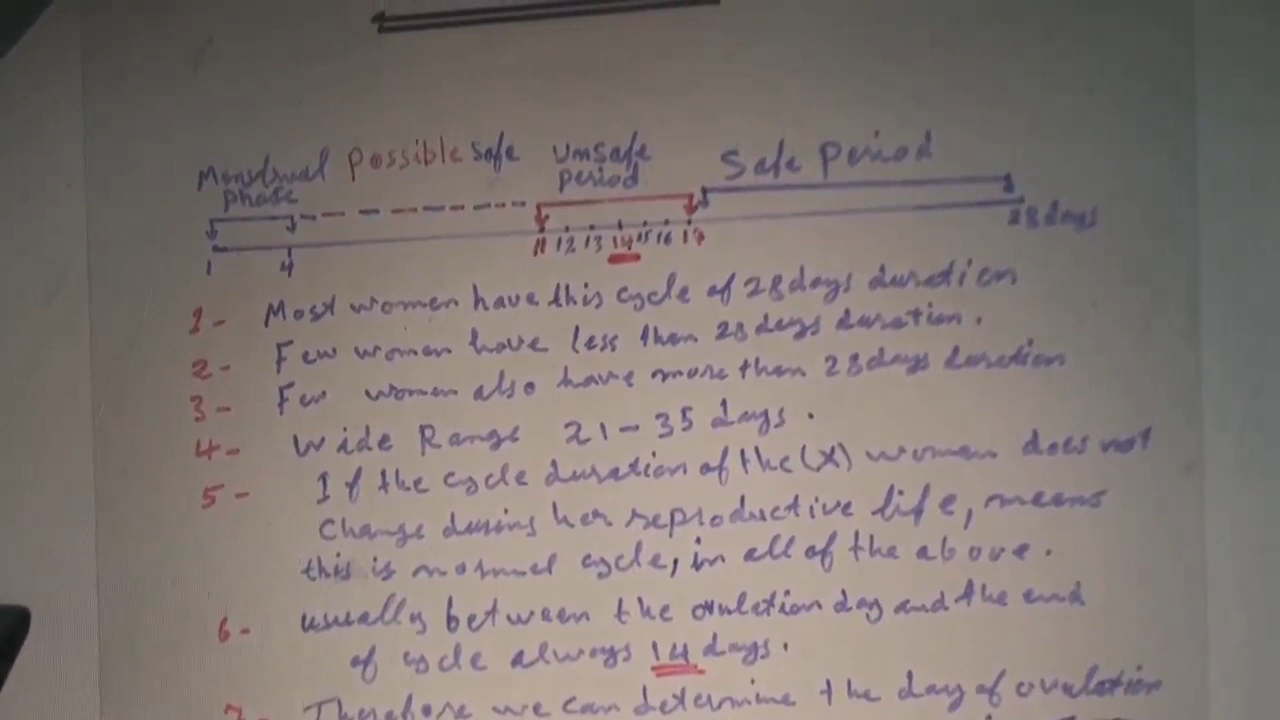 Menstrual Possible Safe Unsafe Safe Period
Phase Period
28 days
1 4 11 12 13 14 15 16 17
1- Most women have this cycle of 28 days duration
2- Few women have less than 28 days duration.
3- Few women also have more than 28 days duration
4- Wide Range 21-35 days.
5- If the cycle duration of the (X) women does not
Change during her reproductive life, means
this is normal cycle, in all of the above.
6- usually between the ovulation day and the end
of cycle always 14 days.
7- Therefore we can determine the day of ovulation